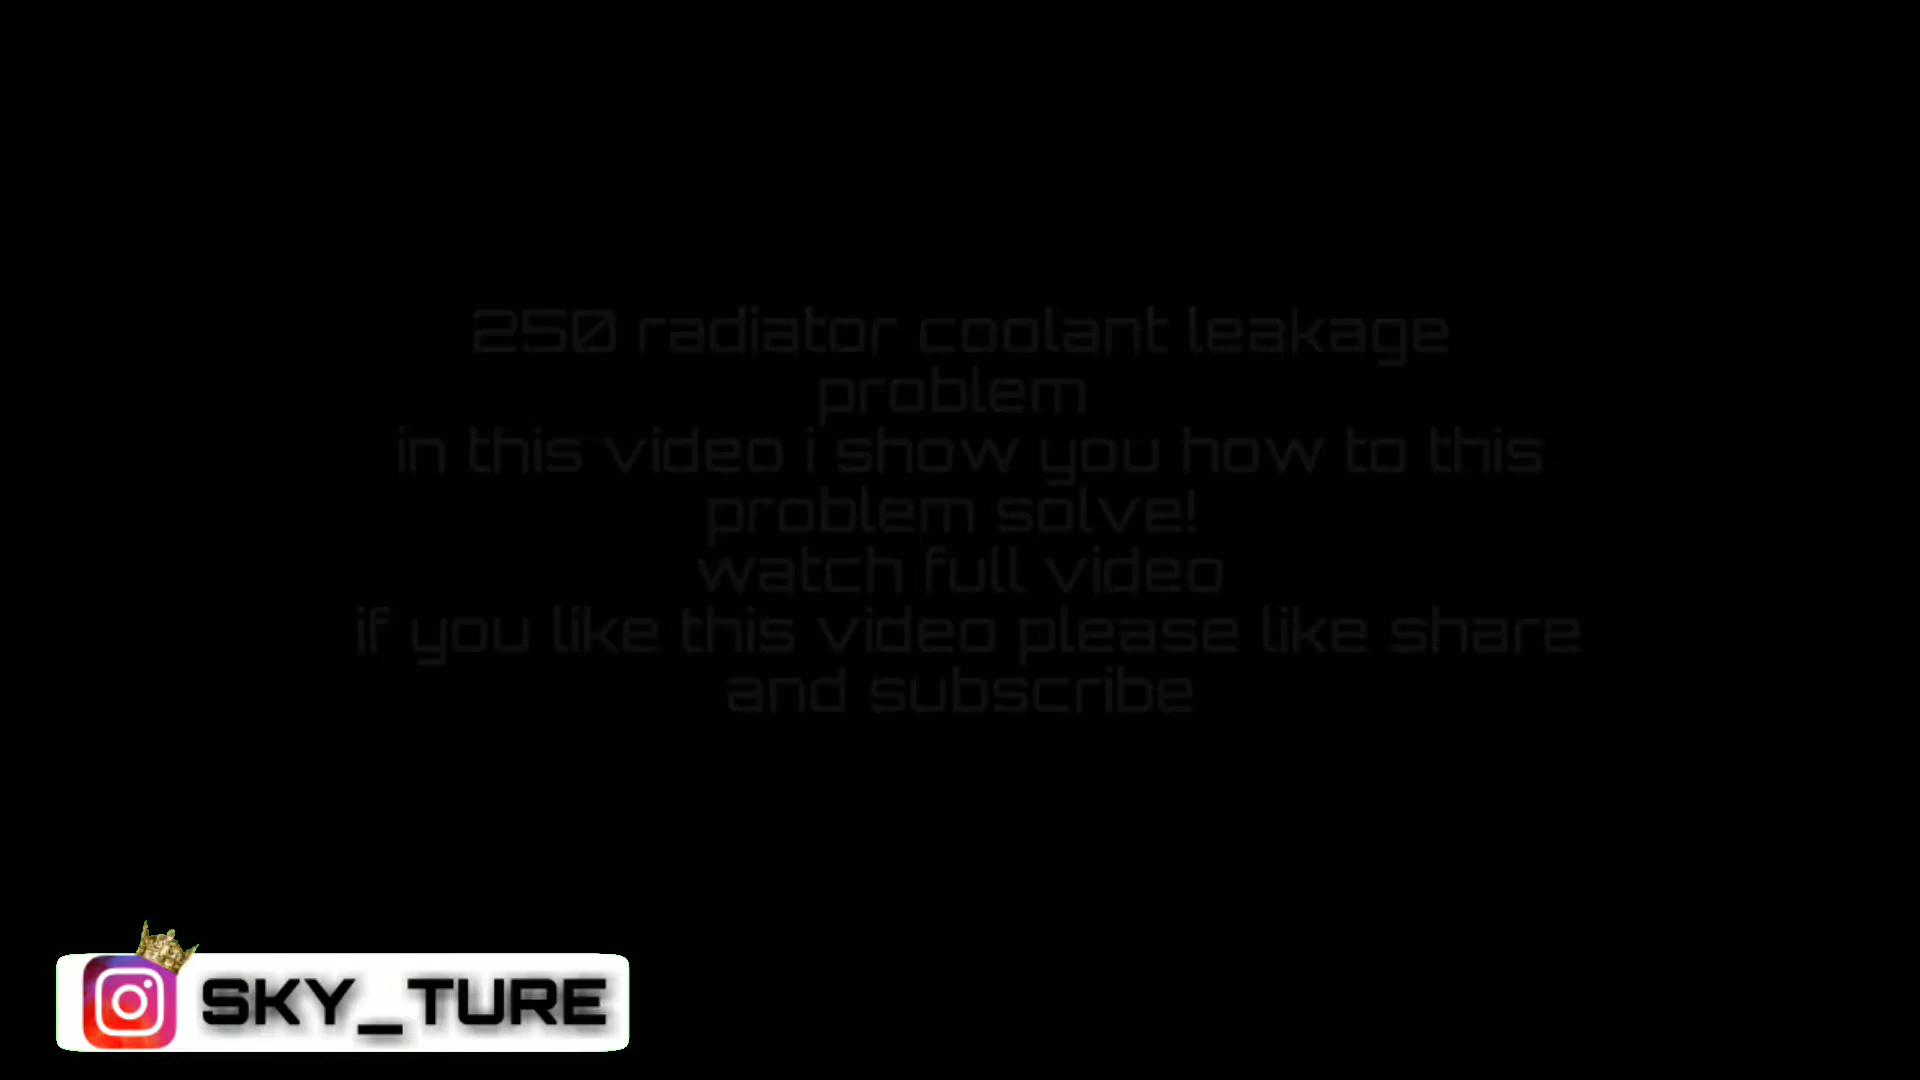 250 radiator coolant leakage
problem
in this video i show you how to this
problem solve!
watch full video
if you like this video please like share
and subscribe
SKY_TURE